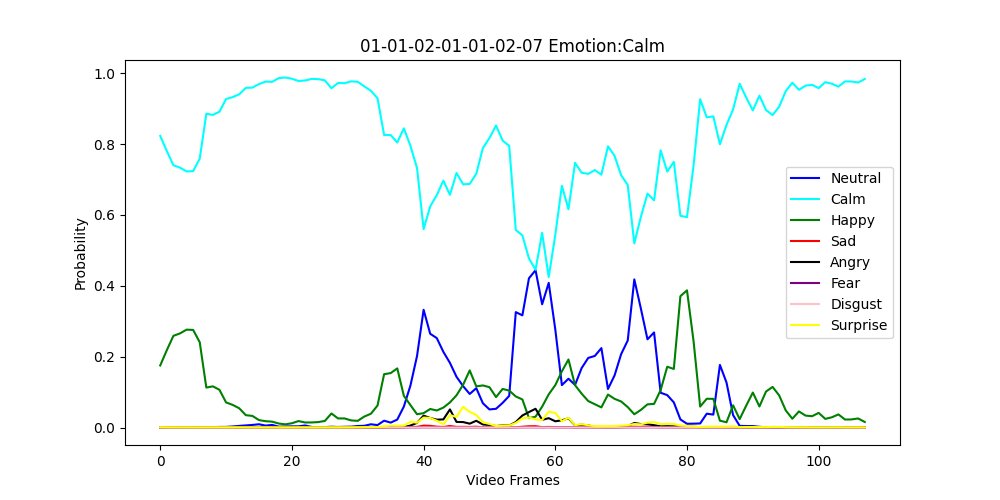 01-01-02-01-01-02-07 Emotion:Calm
Probability
1.0
0.8
0.6
0.4
0.2
0.0
0
20
40
60
80
100
Video Frames
Neutral
Calm
Happy
Sad
Angry
Fear
Disgust
Surprise